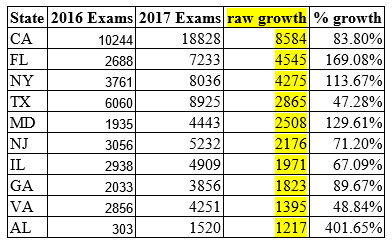 State 2016 Exams 2017 Exams raw growth % growth
CA 10244 18828 8584 83.80%
FL 2688 7233 4545 169.08%
NY 3761 8036 4275 113.67%
TX 6060 8925 2865 47.28%
MD 1935 4443 2508 129.61%
NJ 3056 5232 2176 71.20%
IL 2938 4909 1971 67.09%
GA 2033 3856 1823 89.67%
VA 2856 4251 1395 48.84%
AL 303 1520 1217 401.65%